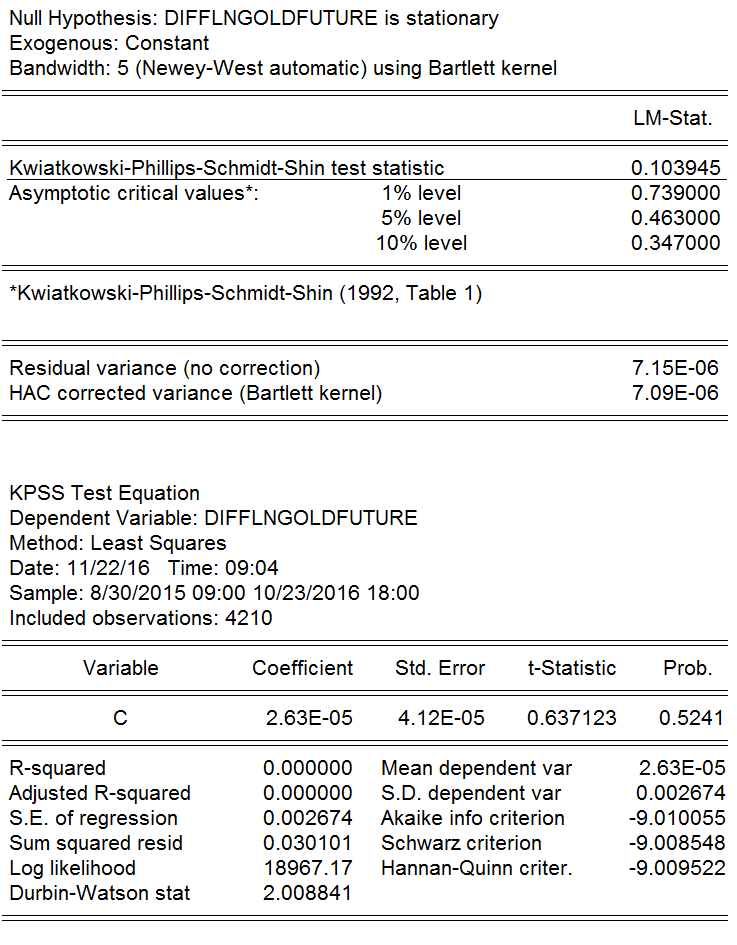 Null Hypothesis: DIFFLNGOLDFUTURE is stationary
Exogenous: Constant
Bandwidth: 5 (Newey-West automatic) using Bartlett kernel
LM-Stat.
Kwiatkowski-Phillips-Schmidt-Shin test statistic 0.103945
Asymptotic critical values*: 1% level 0.739000
5% level 0.463000
10% level 0.347000
*Kwiatkowski-Phillips-Schmidt-Shin (1992, Table 1)
Residual variance (no correction) 7.15E-06
HAC corrected variance (Bartlett kernel) 7.09E-06
KPSS Test Equation
Dependent Variable: DIFFLNGOLDFUTURE
Method: Least Squares
Date: 11/22/16 Time: 09:04
Sample: 8/30/2015 09:00 10/23/2016 18:00
Included observations: 4210
Variable Coefficient Std. Error t-Statistic Prob.
C 2.63E-05 4.12E-05 0.637123 0.5241
R-squared 0.000000 Mean dependent var 2.63E-05
Adjusted R-squared 0.000000 S.D. dependent var 0.002674
S.E. of regression 0.002674 Akaike info criterion -9.010055
Sum squared resid 0.030101 Schwarz criterion -9.008548
Log likelihood 18967.17 Hannan-Quinn criter. -9.009522
Durbin-Watson stat 2.008841